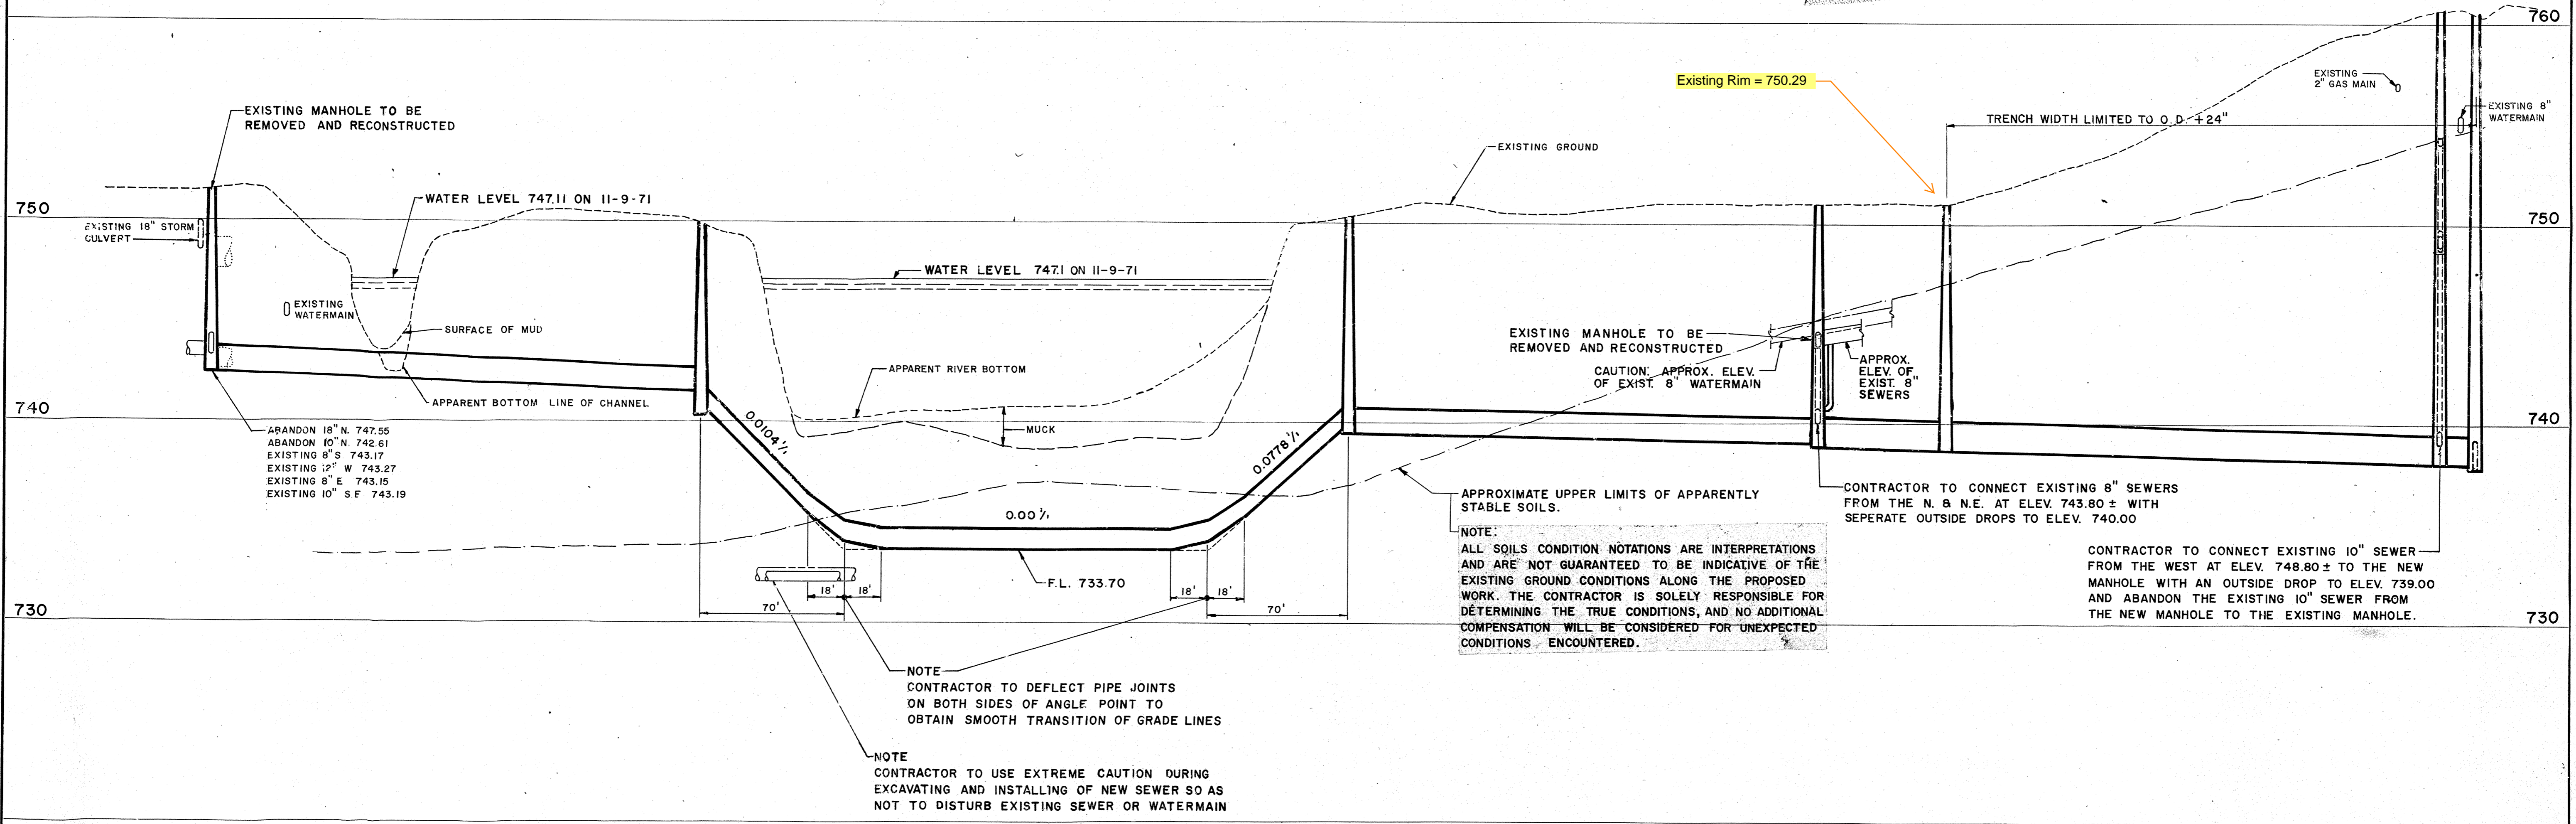 760
Existing Rim = 750.29
EXISTING
2" GAS MAIN
EXISTING 8"
WATERMAIN
TRENCH WIDTH LIMITED TO O.D. +24"
EXISTING MANHOLE TO BE
REMOVED AND RECONSTRUCTED
EXISTING GROUND
WATER LEVEL 747.11 ON 11-9-71
750
750
EXISTING 18" STORM
CULVERT
WATER LEVEL 747.1 ON 11-9-71
EXISTING
WATERMAIN
SURFACE OF MUD
EXISTING MANHOLE TO BE
REMOVED AND RECONSTRUCTED
CAUTION: APPROX. ELEV.
OF EXIST. 8" WATERMAIN
APPROX.
ELEV. OF
EXIST. 8"
SEWERS
APPARENT RIVER BOTTOM
APPARENT BOTTOM LINE OF CHANNEL
740
740
MUCK
0.0104 1/1
0.0778 1/1
ABANDON 18" N. 747.55
ABANDON 10" N. 742.61
EXISTING 8" S 743.17
EXISTING 12" W 743.27
EXISTING 8" E 743.15
EXISTING 10" S.E 743.19
0.00 1/1
APPROXIMATE UPPER LIMITS OF APPARENTLY
STABLE SOILS.
CONTRACTOR TO CONNECT EXISTING 8" SEWERS
FROM THE N. & N.E. AT ELEV. 743.80 ± WITH
SEPERATE OUTSIDE DROPS TO ELEV. 740.00
NOTE:
ALL SOILS CONDITION NOTATIONS ARE INTERPRETATIONS
AND ARE NOT GUARANTEED TO BE INDICATIVE OF THE
EXISTING GROUND CONDITIONS ALONG THE PROPOSED
WORK. THE CONTRACTOR IS SOLELY RESPONSIBLE FOR
DETERMINING THE TRUE CONDITIONS, AND NO ADDITIONAL
COMPENSATION WILL BE CONSIDERED FOR UNEXPECTED
CONDITIONS ENCOUNTERED.
CONTRACTOR TO CONNECT EXISTING 10" SEWER
FROM THE WEST AT ELEV. 748.80 ± TO THE NEW
MANHOLE WITH AN OUTSIDE DROP TO ELEV. 739.00
AND ABANDON THE EXISTING 10" SEWER FROM
THE NEW MANHOLE TO THE EXISTING MANHOLE.
F.L. 733.70
18'
18'
18'
18'
70'
70'
730
730
NOTE
CONTRACTOR TO DEFLECT PIPE JOINTS
ON BOTH SIDES OF ANGLE POINT TO
OBTAIN SMOOTH TRANSITION OF GRADE LINES
NOTE
CONTRACTOR TO USE EXTREME CAUTION DURING
EXCAVATING AND INSTALLING OF NEW SEWER SO AS
NOT TO DISTURB EXISTING SEWER OR WATERMAIN